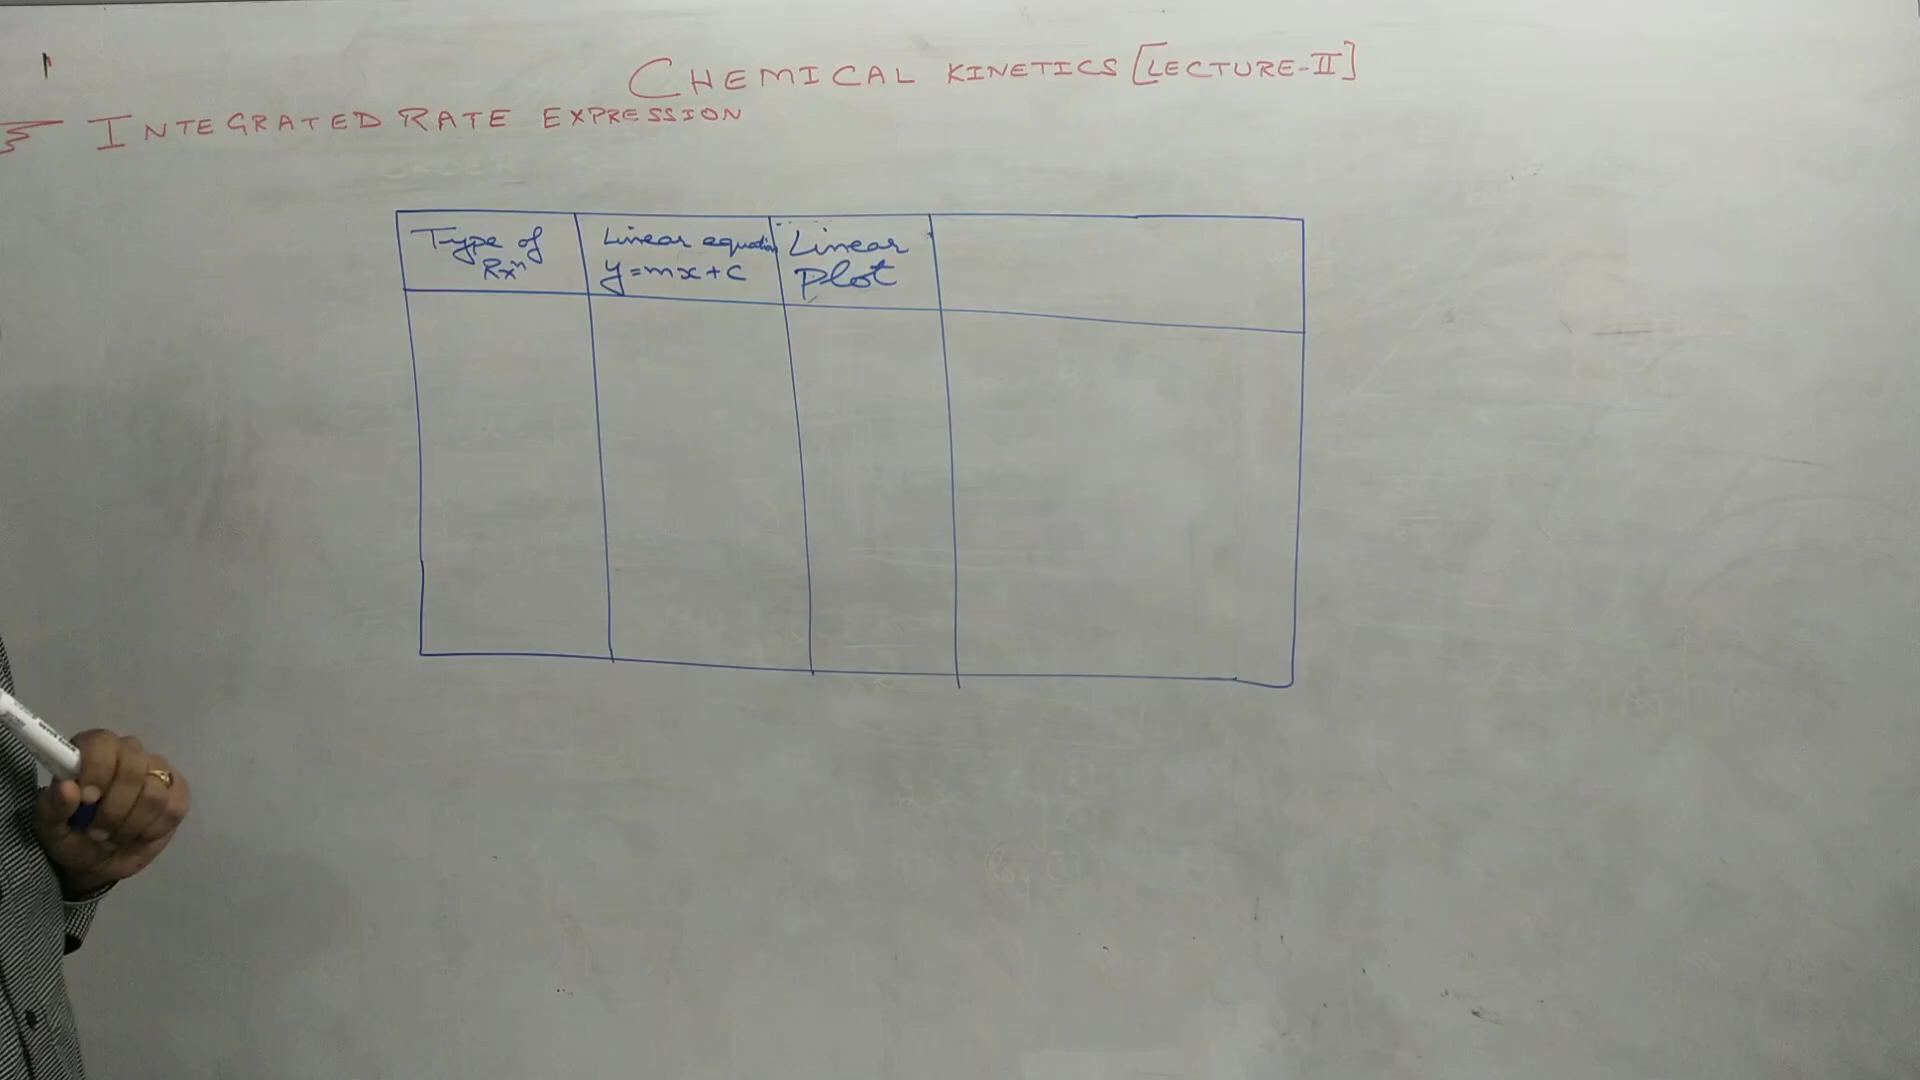 CHEMICAL KINETICS [LECTURE-II]
INTEGRATED RATE EXPRESSION
Type of
Rxⁿ
Linear equation
y=mx+c
Linear
Plot